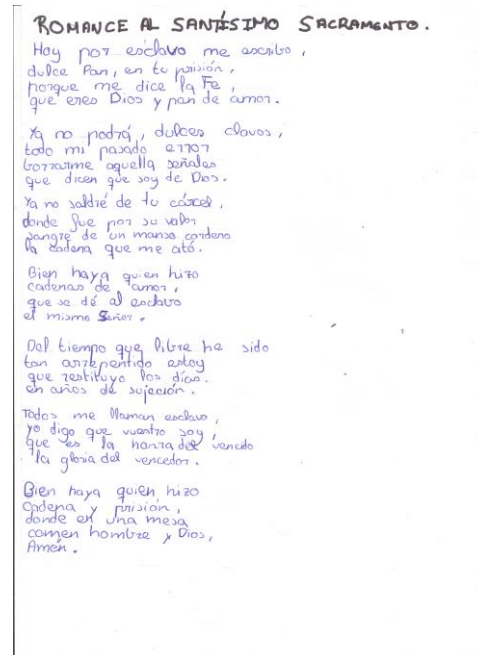 ROMANCE AL SANTÍSIMO SACRAMENTO.
Hoy por esclavo me escribo,
dulce Pan, en tu prisión,
porque me dice la Fe,
que eres Dios y pan de amor.
Ya no podrá, dulces clavos,
todo mi pasado error
borrarme aquella señales
que dicen que soy de Dios.
Ya no saldré de tu cárcel,
donde fue por su valor
sangre de un manso cordero
la cadena que me ató.
Bien haya quien hizo
cadenas de amor,
que se dé al esclavo
el mismo Señor.
Del tiempo que libre he sido
tan arrepentido estoy
que restituyo los días.
en años de sujeción.
Todos me llaman esclavo,
yo digo que vuestro soy,
que es la honra del vencido
la gloria del vencedor.
Bien haya quien hizo
Cadena y prisión,
donde en una mesa
comen hombre y Dios,
Amén.